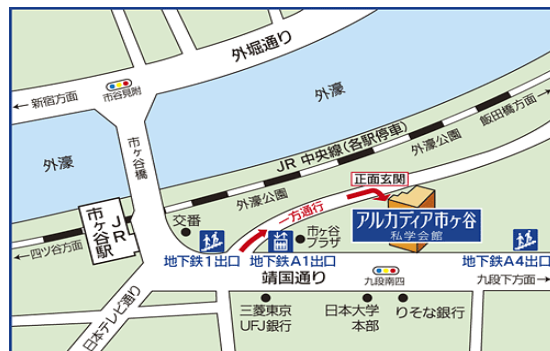 外堀通り
←新宿方面
市谷見附
外濠
飯田橋方面→
市ヶ谷橋
JR 中央線(各駅停車)
外濠公園
外濠
正面玄関
外濠公園
一方通行
アルカディア市ヶ谷
私学会館
JR
市ヶ谷駅
交番
市ヶ谷
プラザ
←四ツ谷方面
地下鉄1出口
地下鉄A1出口
地下鉄A4出口
靖国通り
九段南四
九段下方面→
日本テレビ通り
三菱東京
UFJ銀行
日本大学
本部
りそな銀行